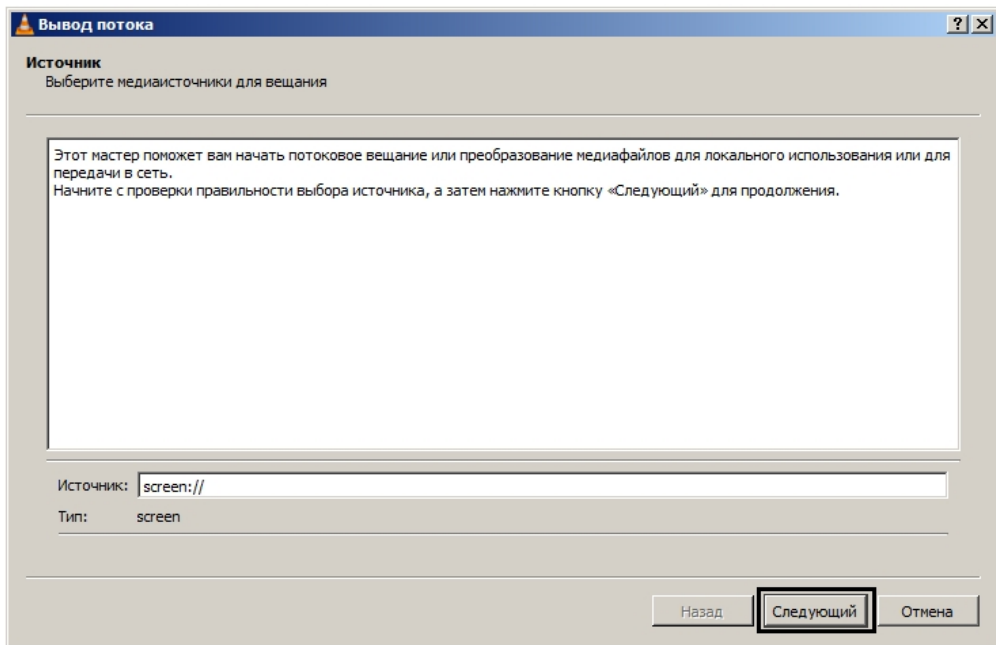 Вывод потока
Источник
Выберите медиаисточники для вещания
Этот мастер поможет вам начать потоковое вещание или преобразование медиафайлов для локального использования или для
передачи в сеть.
Начните с проверки правильности выбора источника, а затем нажмите кнопку «Следующий» для продолжения.
Источник: screen://
Тип: screen
Назад Следующий Отмена